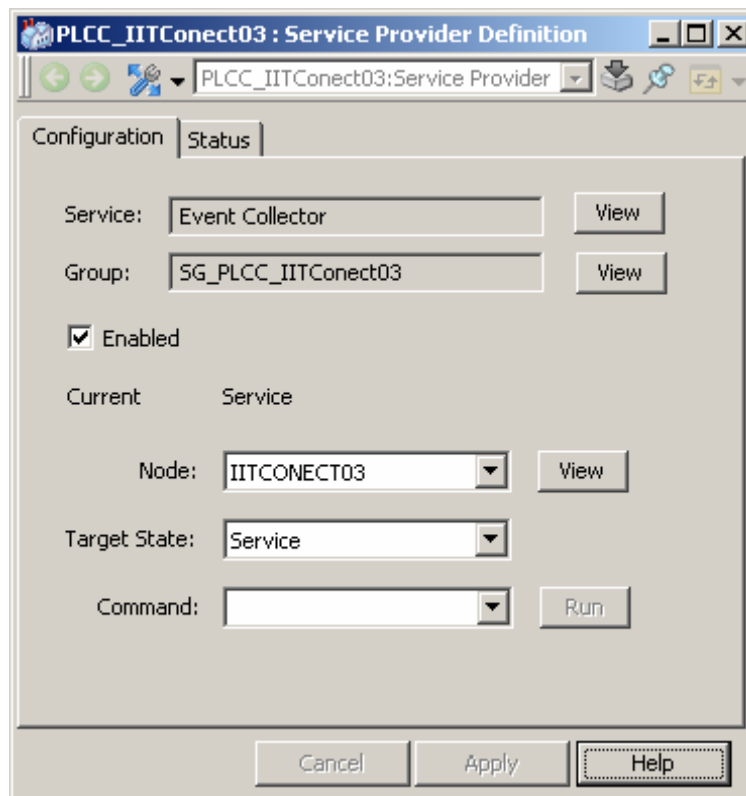 PLCC_IITConect03 : Service Provider Definition
PLCC_IITConect03:Service Provider
Configuration Status
Service: Event Collector View
Group: SG_PLCC_IITConect03 View
Enabled
Current Service
Node: IITCONECT03 View
Target State: Service
Command: Run
Cancel Apply Help